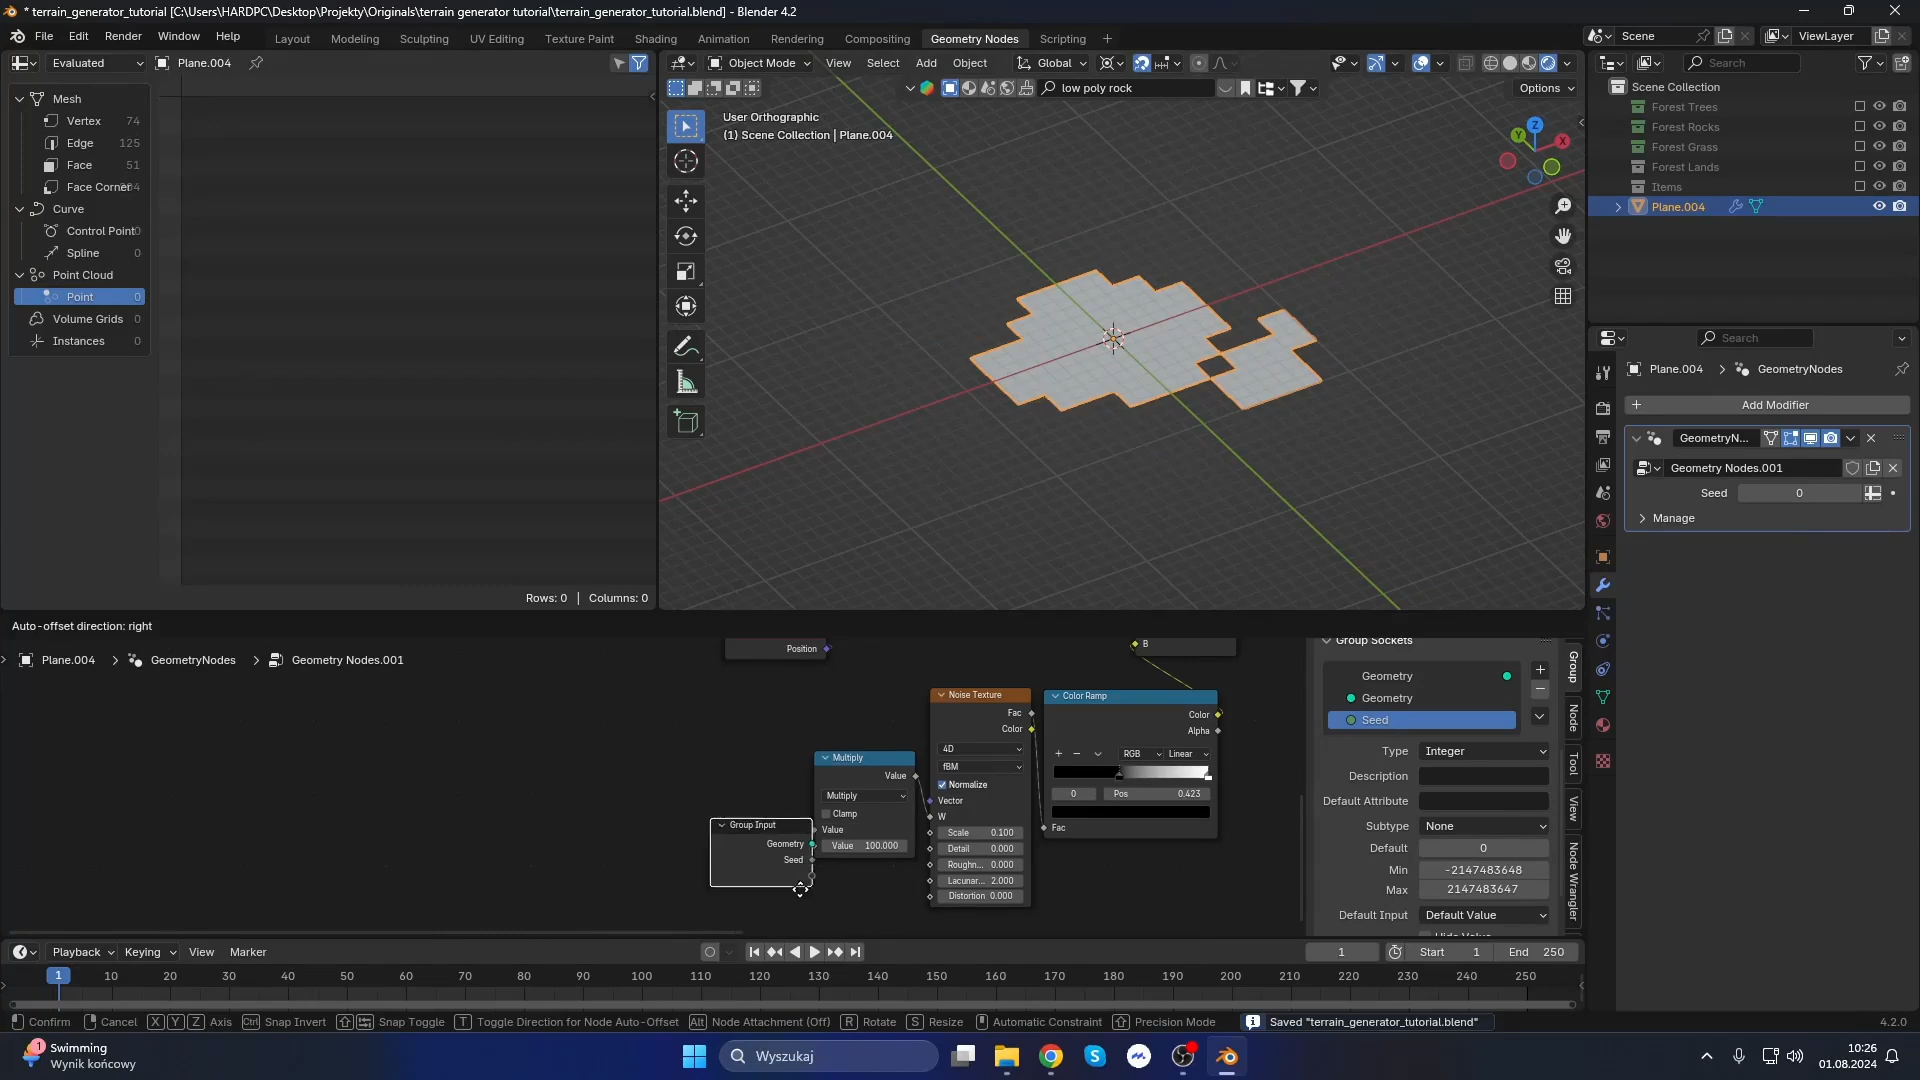 * terrain_generator_tutorial [C:\Users\HARDPC\Desktop\Projekty\Originals\terrain generator tutorial\terrain_generator_tutorial.blend] - Blender 4.2
File Edit Render Window Help
Layout Modeling Sculpting UV Editing Texture Paint Shading Animation Rendering Compositing Geometry Nodes Scripting +
Scene
ViewLayer
Evaluated
Plane.004
Object Mode View Select Add Object
Global
low poly rock
Options
Search
Mesh
Vertex 74
Edge 125
Face 51
Face Corner
Curve
Control Point 0
Spline 0
Point Cloud
Point 0
Volume Grids 0
Instances 0
Rows: 0 | Columns: 0
User Orthographic
(1) Scene Collection | Plane.004
Z
Y
X
Scene Collection
Forest Trees
Forest Rocks
Forest Grass
Forest Lands
Items
Plane.004
Search
Plane.004 > GeometryNodes
+ Add Modifier
GeometryN...
Geometry Nodes.001
Seed 0
Manage
Auto-offset direction: right
Plane.004 > GeometryNodes > Geometry Nodes.001
Position
B
Group Input
Geometry
Seed
Multiply
Value
Multiply
Clamp
Value
Value 100.000
Noise Texture
Fac
Color
4D
fBM
Normalize
Vector
W
Scale 0.100
Detail 0.000
Roughn... 0.000
Lacunar... 2.000
Distortion 0.000
Color Ramp
Color
Alpha
RGB Linear
0 Pos 0.423
Fac
Group Sockets
Geometry
Geometry
Seed
Type Integer
Description
Default Attribute
Subtype None
Default 0
Min -2147483648
Max 2147483647
Default Input Default Value
Group
Node
Tool
View
Node Wrangler
Playback Keying View Marker
1
Start 1
End 250
1 10 20 30 40 50 60 70 80 90 100 110 120 130 140 150 160 170 180 190 200 210 220 230 240 250
Confirm Cancel X Y Z Axis Ctrl Snap Invert Snap Toggle T Toggle Direction for Node Auto-Offset Alt Node Attachment (Off) R Rotate S Resize Automatic Constraint Precision Mode
Saved "terrain_generator_tutorial.blend"
4.2.0
1
Swimming
Wynik końcowy
Wyszukaj
10:26
01.08.2024